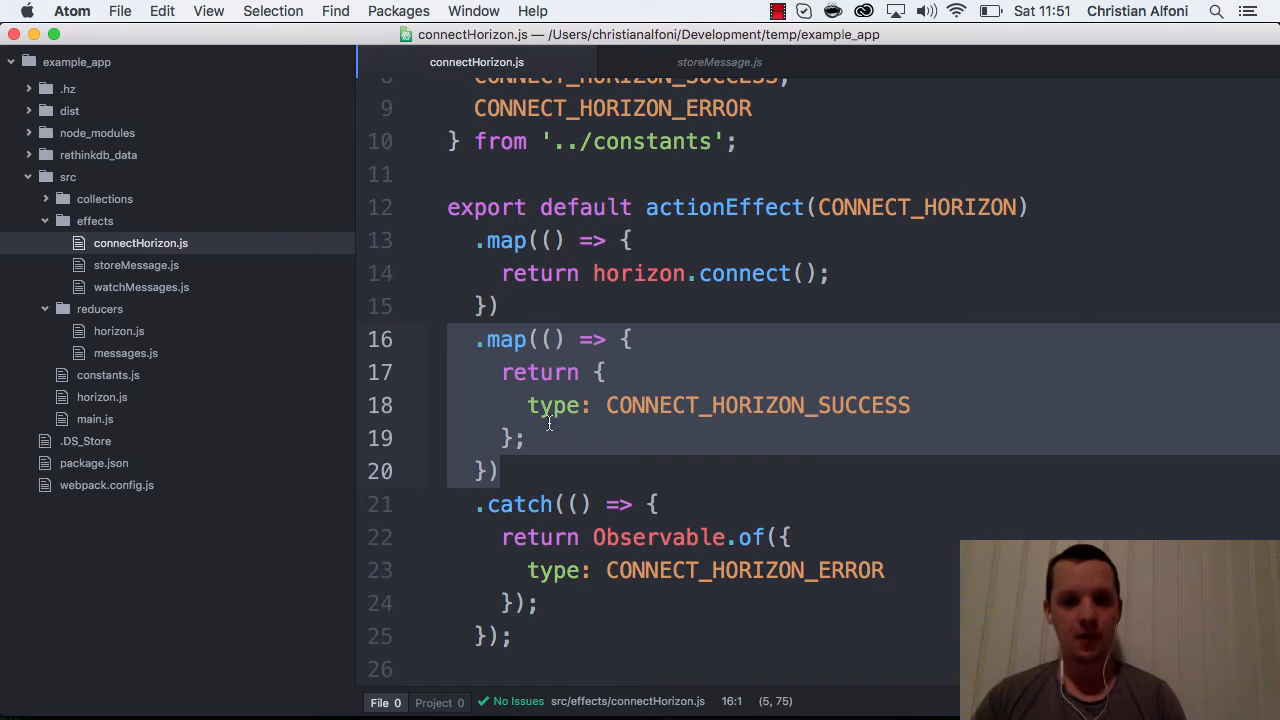 Atom File Edit View Selection Find Packages Window Help Sat 11:51 Christian Alfoni
connectHorizon.js — /Users/christianalfoni/Development/temp/example_app
example_app
.hz
dist
node_modules
rethinkdb_data
src
collections
effects
connectHorizon.js
storeMessage.js
watchMessages.js
reducers
horizon.js
messages.js
constants.js
horizon.js
main.js
.DS_Store
package.json
webpack.config.js
connectHorizon.js storeMessage.js
8 CONNECT_HORIZON_SUCCESS,
9 CONNECT_HORIZON_ERROR
10 } from '../constants';
11
12 export default actionEffect(CONNECT_HORIZON)
13 .map(() => {
14 return horizon.connect();
15 })
16 .map(() => {
17 return {
18 type: CONNECT_HORIZON_SUCCESS
19 };
20 })
21 .catch(() => {
22 return Observable.of({
23 type: CONNECT_HORIZON_ERROR
24 });
25 });
26
File 0 Project 0 No Issues src/effects/connectHorizon.js 16:1 (5, 75)